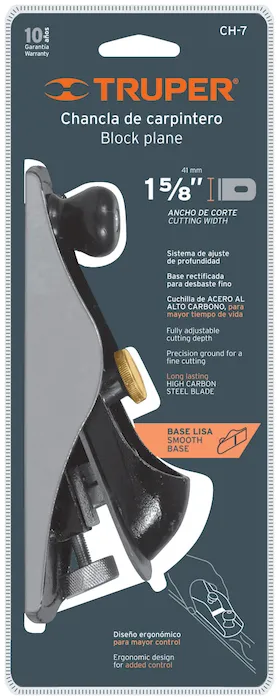 10 años
Garantía
Warranty
CH-7
TRUPER®
Chancla de carpintero
Block plane
41 mm
1 5/8"
ANCHO DE CORTE
CUTTING WIDTH
Sistema de ajuste
de profundidad
Base rectificada
para desbaste fino
Cuchilla de ACERO AL
ALTO CARBONO, para
mayor tiempo de vida
Fully adjustable
cutting depth
Precision ground for a
fine cutting
Long lasting
HIGH CARBON
STEEL BLADE
BASE LISA
SMOOTH
BASE
Diseño ergonómico
para mayor control
Ergonomic design
for added control